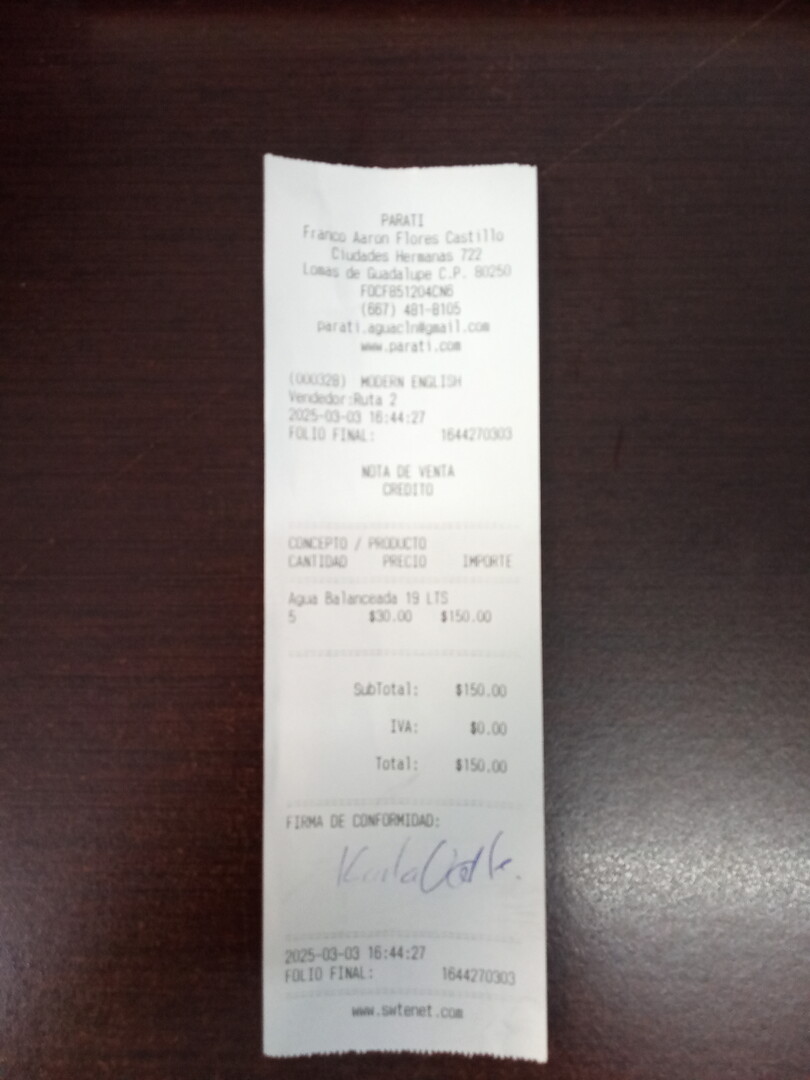 PARATI
Franco Aaron Flores Castillo
Ciudades Hermanas 722
Lomas de Guadalupe C.P. 80250
FOCF851204CN6
(667) 481-8105
parati.aguacln@gmail.com
www.parati.com
(000328) MODERN ENGLISH
Vendedor:Ruta 2
2025-03-03 16:44:27
FOLIO FINAL: 1644270303
NOTA DE VENTA
CREDITO
CONCEPTO / PRODUCTO
CANTIDAD PRECIO IMPORTE
Agua Balanceada 19 LTS
5 $30.00 $150.00
SubTotal: $150.00
IVA: $0.00
Total: $150.00
FIRMA DE CONFORMIDAD:
Karla
2025-03-03 16:44:27
FOLIO FINAL: 1644270303
www.swtenet.com